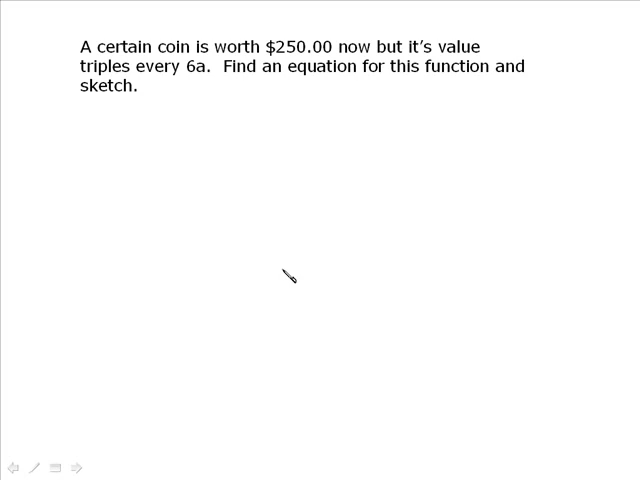 A certain coin is worth $250.00 now but it’s value
triples every 6a.  Find an equation for this function and
sketch.